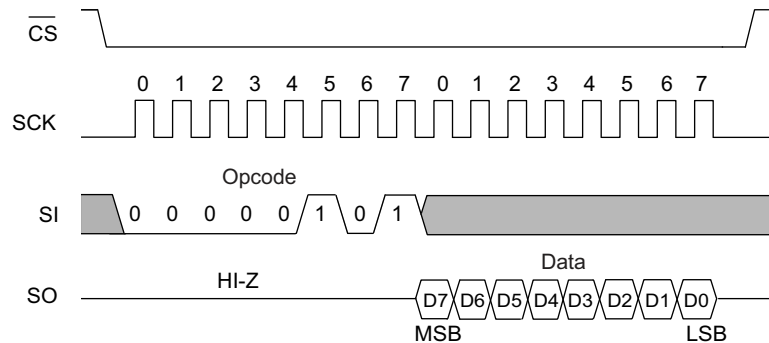 CS
0 1 2 3 4 5 6 7 0 1 2 3 4 5 6 7
SCK
Opcode
SI 0 0 0 0 0 1 0 1
Data
HI-Z
SO D7 D6 D5 D4 D3 D2 D1 D0
MSB LSB